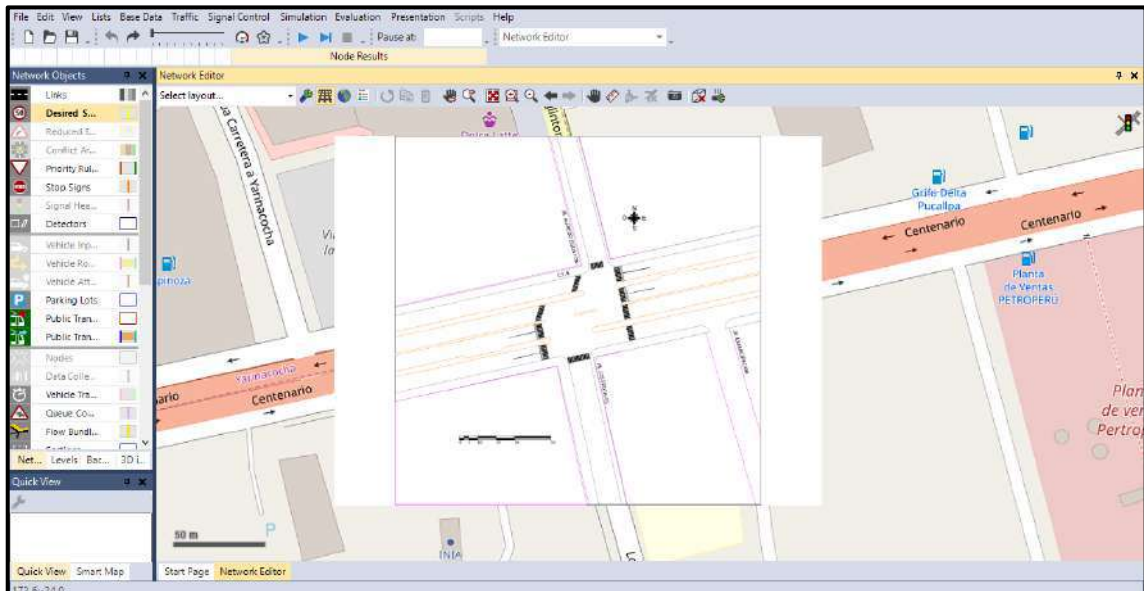 File Edit View Lists Base Data Traffic Signal Control Simulation Evaluation Presentation Scripts Help
Pause at: Network Editor
Node Results
Network Objects
Network Editor
Links
Select layout...
50
Desired S...
Reduced S...
Conflict Ar...
Priority Rul...
Stop Signs
Signal Hea...
Detectors
Vehicle Inp...
Vehicle Ro...
Vehicle Att...
P Parking Lots
Public Tran...
Public Tran...
Nodes
Data Colle...
Vehicle Tra...
Queue Co...
Flow Bundl...
Net... Levels Bac... 3D i...
Quick View
Quick View Smart Map
Start Page Network Editor
Carretera a Yarinacocha
Grifo Delta
Pucallpa
Centenario
Centenario
Planta
de Ventas
PETROPERÚ
Yarinacocha
Centenario
50 m
P
INIA